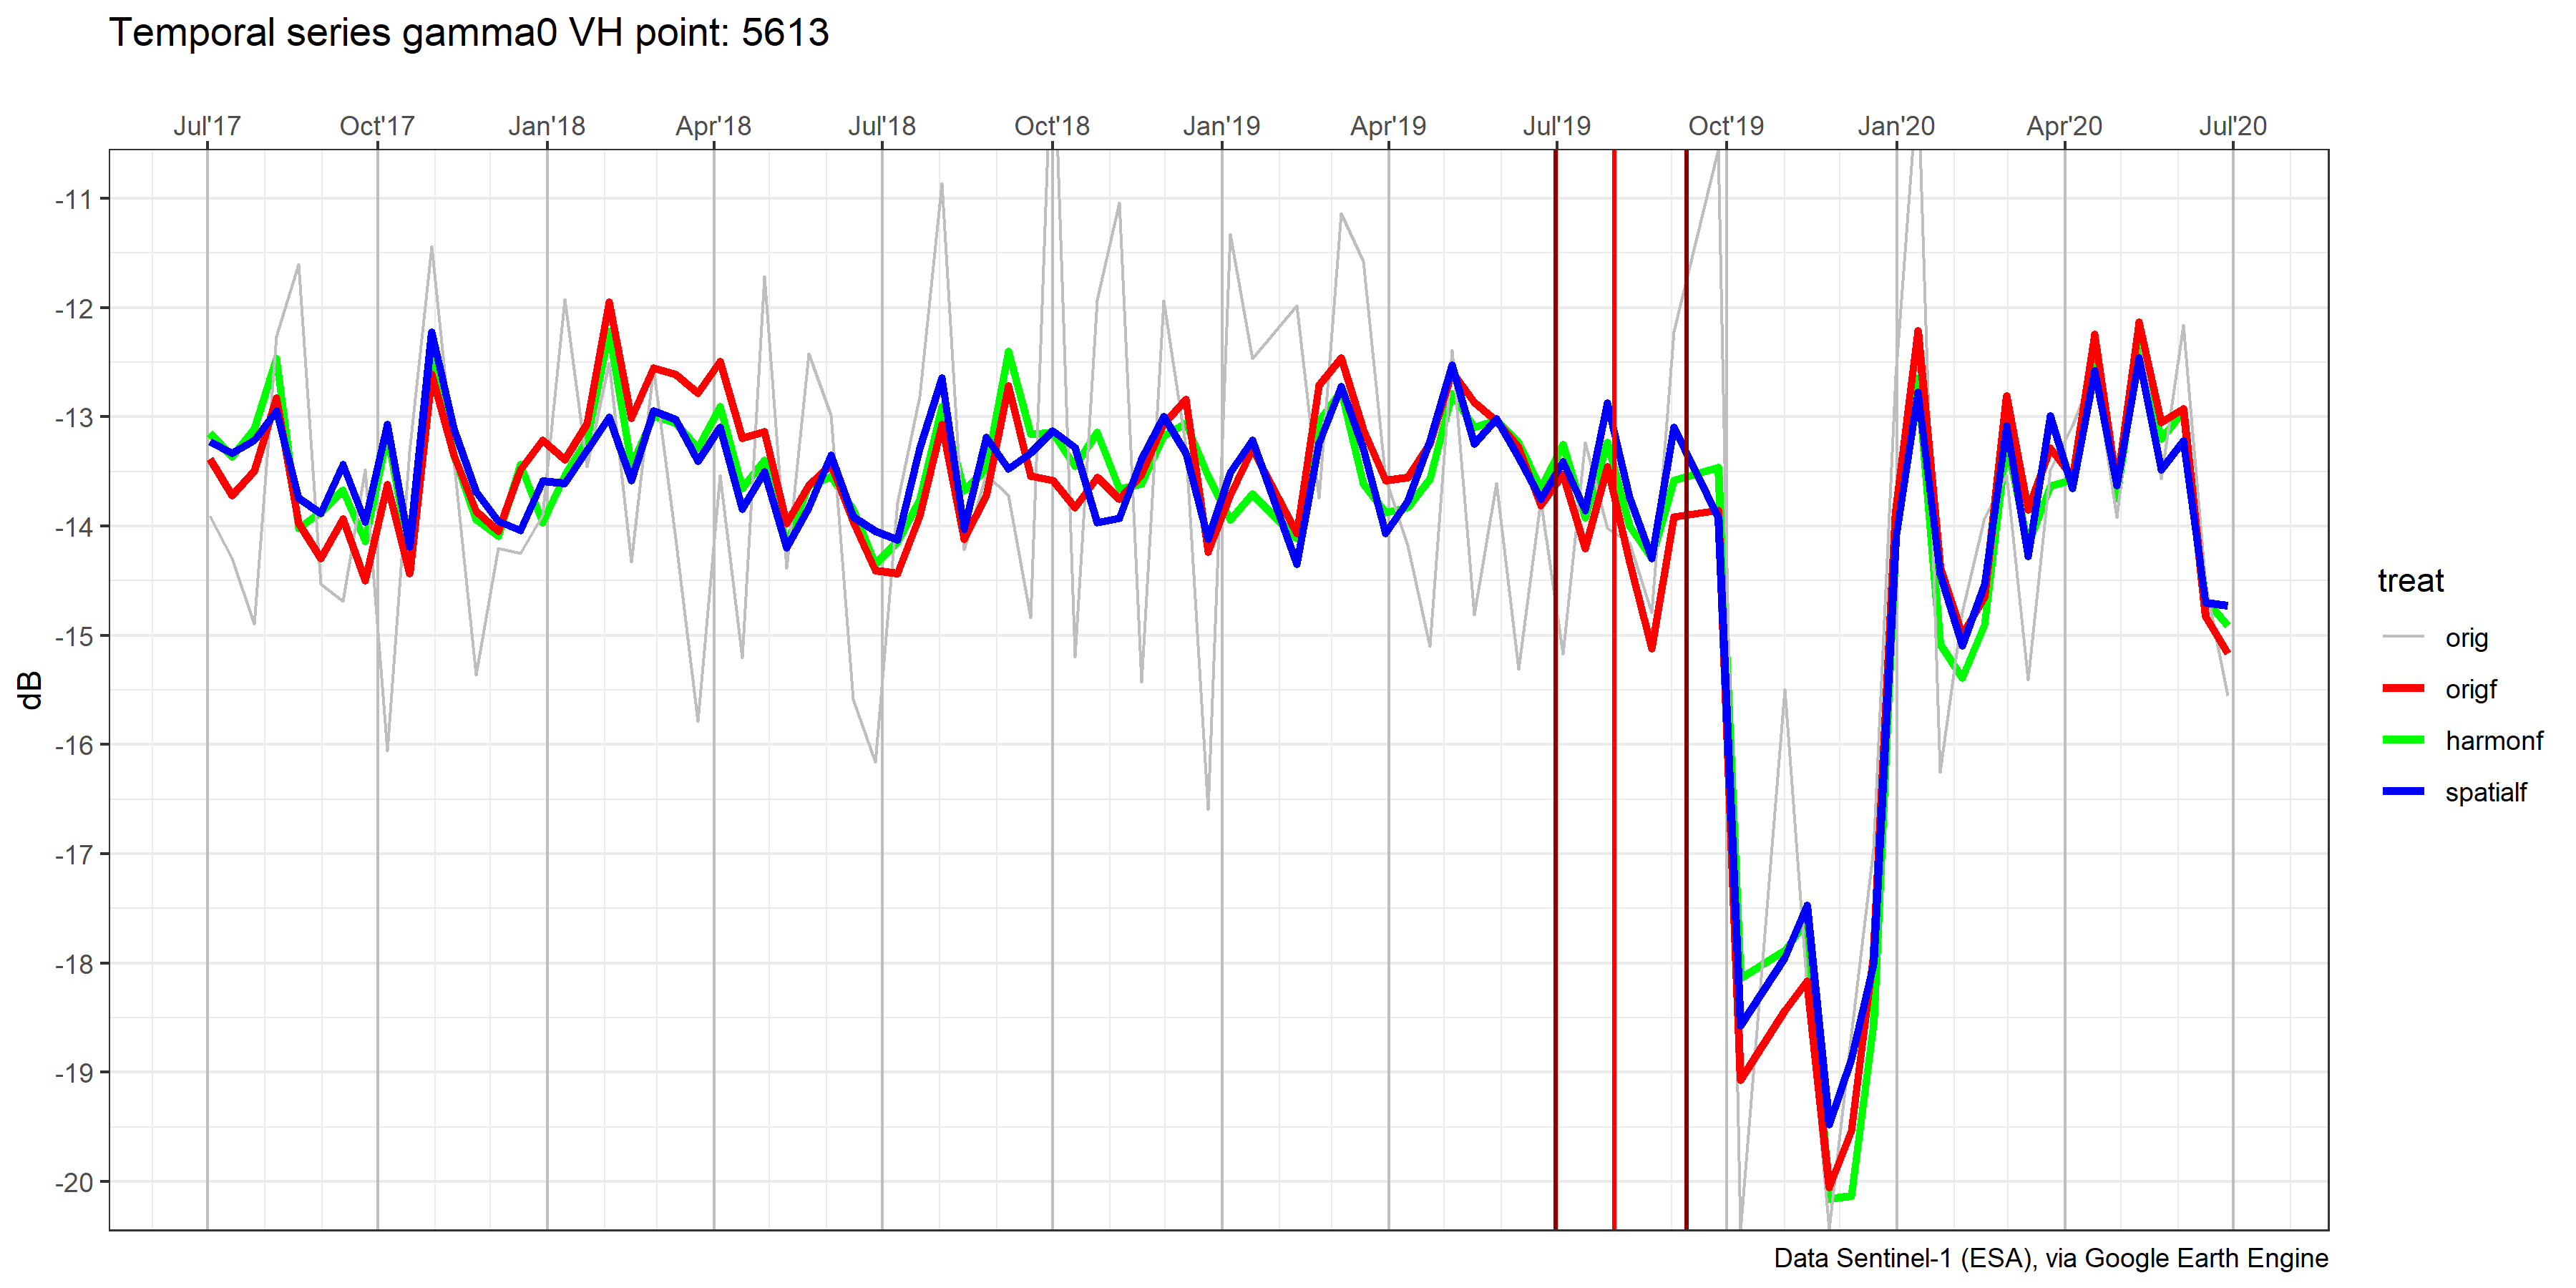 Temporal series gamma0 VH point: 5613
Jul'17 Oct'17 Jan'18 Apr'18 Jul'18 Oct'18 Jan'19 Apr'19 Jul'19 Oct'19 Jan'20 Apr'20 Jul'20
-11
-12
-13
-14
-15
-16
-17
-18
-19
-20
dB
treat
orig
origf
harmonf
spatialf
Data Sentinel-1 (ESA), via Google Earth Engine